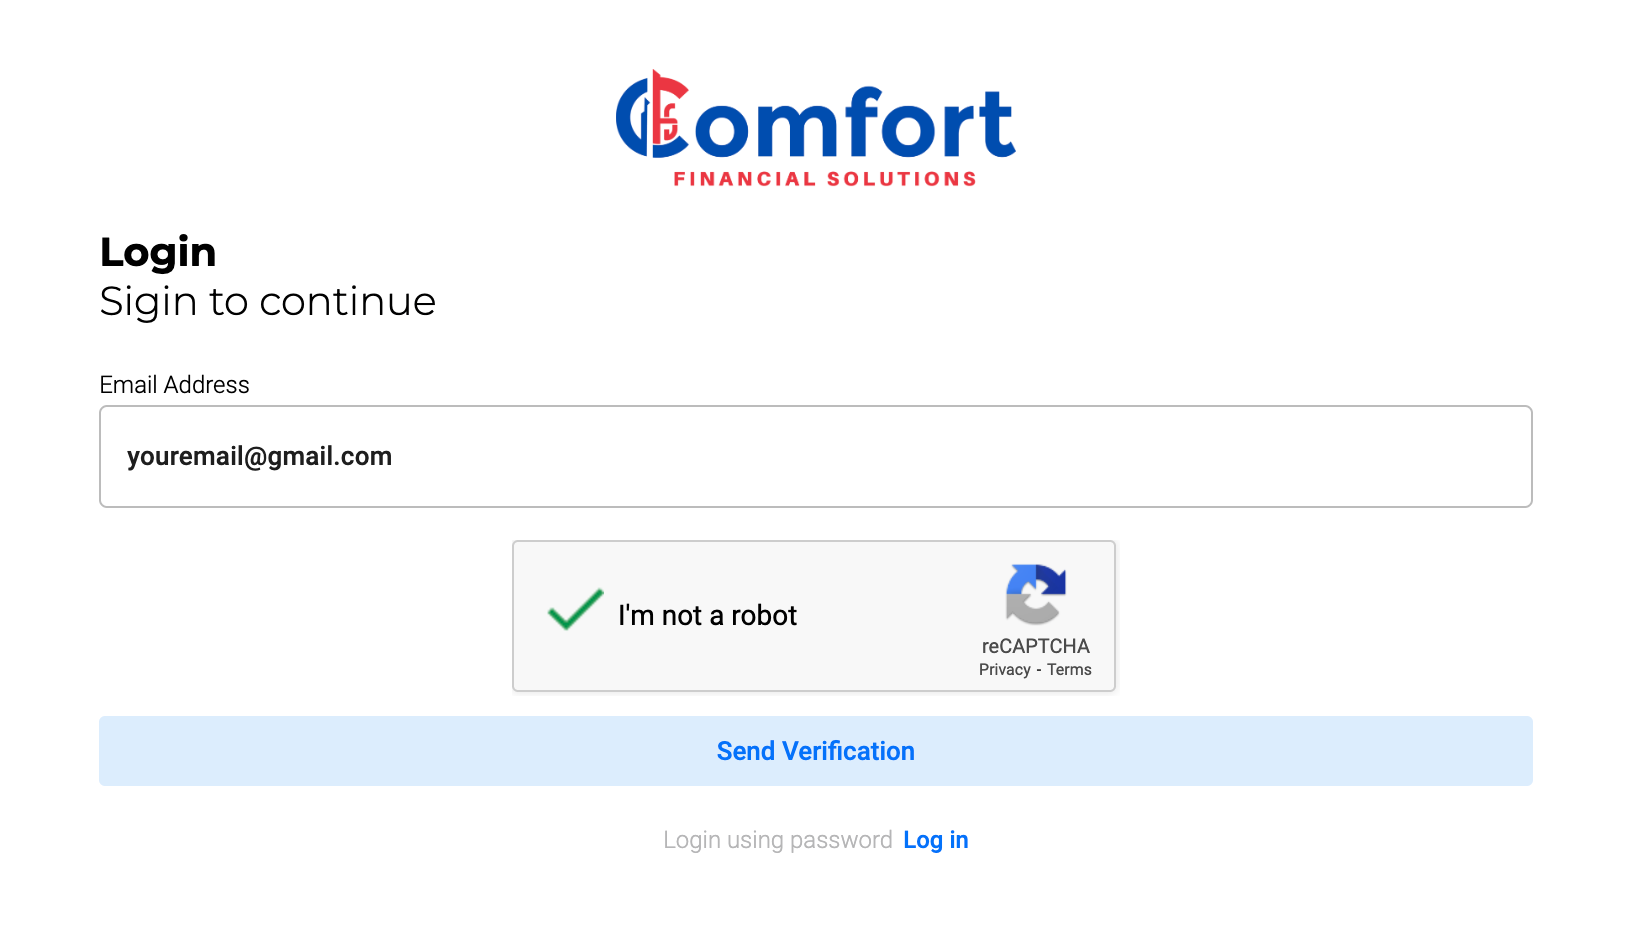 Comfort
FINANCIAL SOLUTIONS
Login
Sigin to continue
Email Address
youremail@gmail.com
I'm not a robot
reCAPTCHA
Privacy - Terms
Send Verification
Login using password Log in